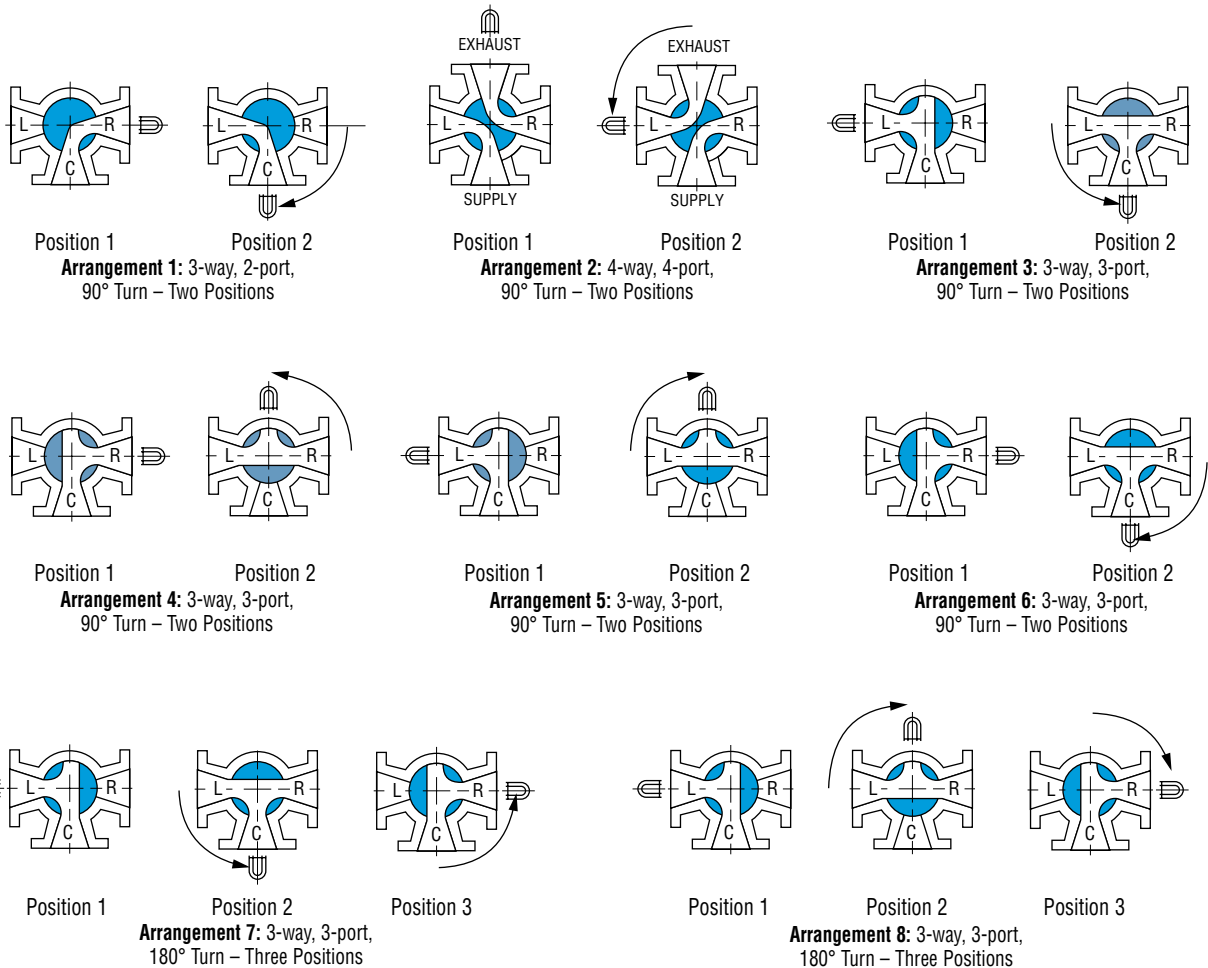 EXHAUST
EXHAUST
L R
C
L R
C
L R
L R
L R
C
L R
C
SUPPLY
SUPPLY
Position 1
Position 2
Arrangement 1: 3-way, 2-port,
90° Turn – Two Positions
Position 1
Position 2
Arrangement 2: 4-way, 4-port,
90° Turn – Two Positions
Position 1
Position 2
Arrangement 3: 3-way, 3-port,
90° Turn – Two Positions
L R
C
L R
C
L R
C
L R
C
L R
C
L R
C
Position 1
Position 2
Arrangement 4: 3-way, 3-port,
90° Turn – Two Positions
Position 1
Position 2
Arrangement 5: 3-way, 3-port,
90° Turn – Two Positions
Position 1
Position 2
Arrangement 6: 3-way, 3-port,
90° Turn – Two Positions
L R
C
L R
C
L R
C
L R
C
L R
C
L R
C
Position 1
Position 2
Position 3
Arrangement 7: 3-way, 3-port,
180° Turn – Three Positions
Position 1
Position 2
Position 3
Arrangement 8: 3-way, 3-port,
180° Turn – Three Positions